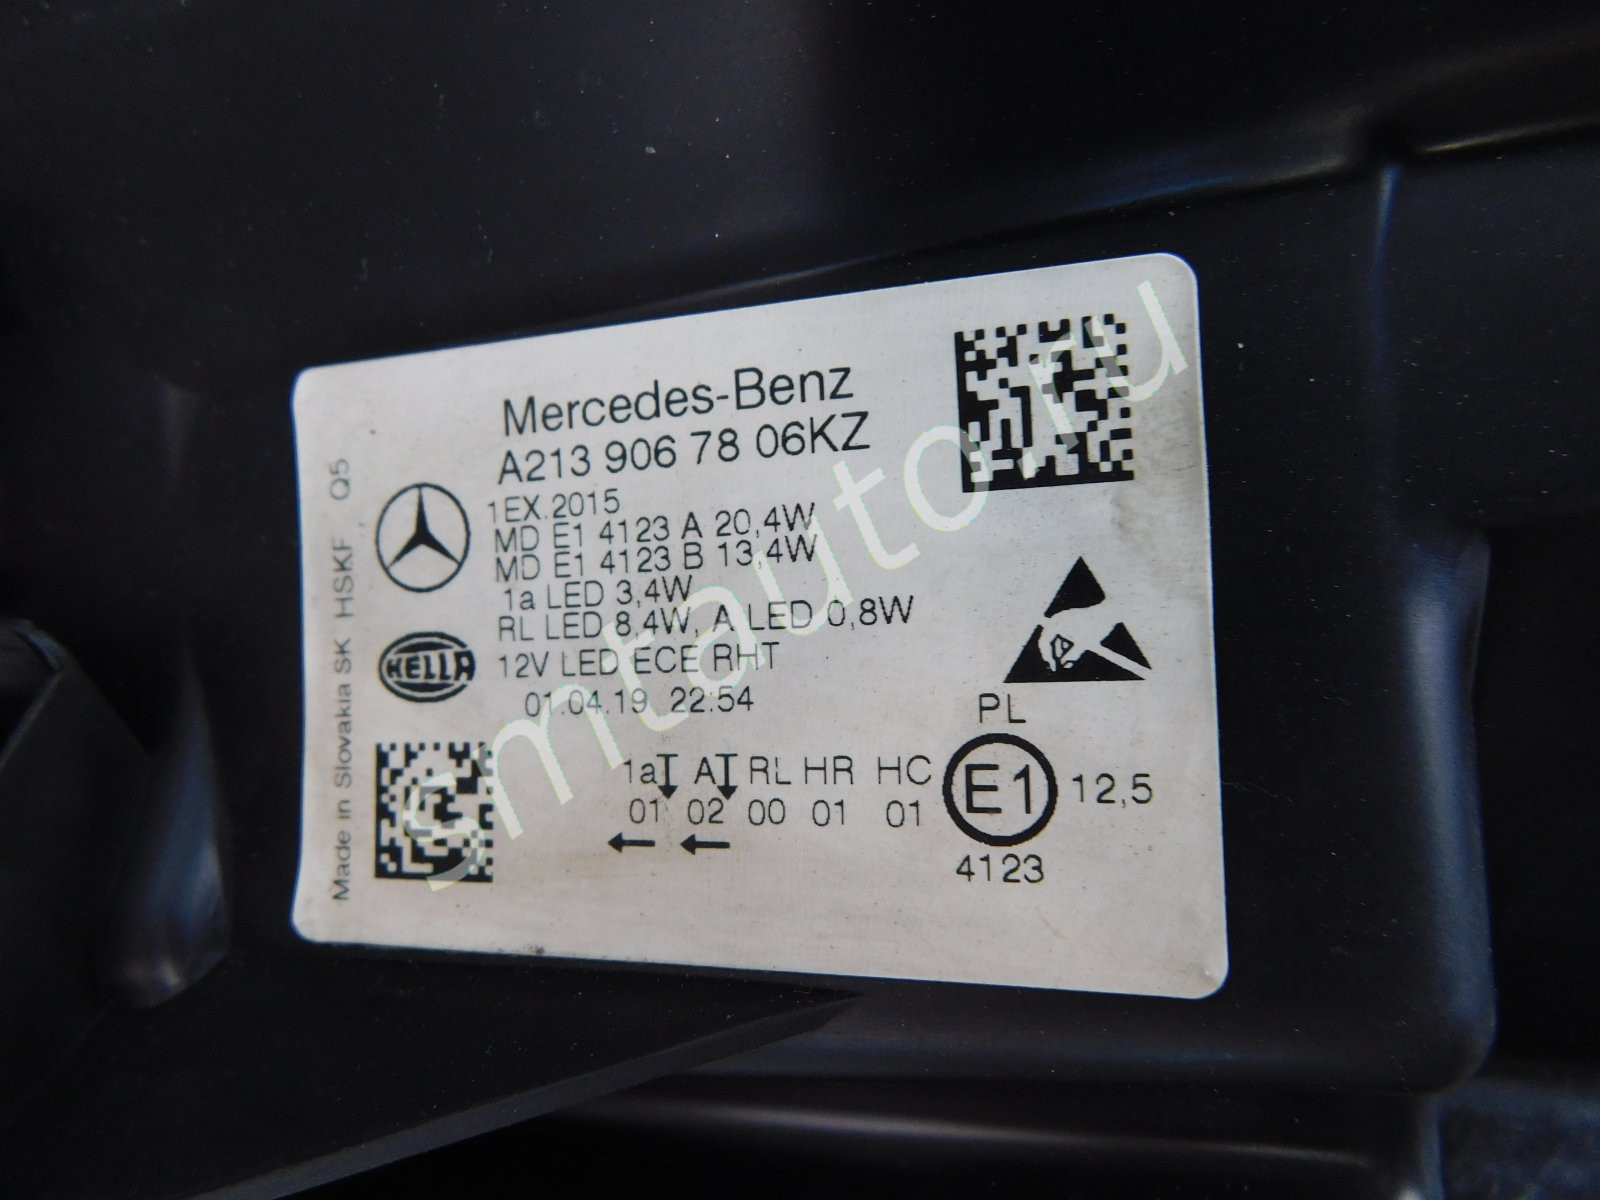 Mercedes-Benz
A213 906 78 06KZ
1EX.2015
MD E1 4123 A 20,4W
MD E1 4123 B 13,4W
1a LED 3,4W
RL LED 8,4W, A LED 0,8W
12V LED ECE RHT
01.04.19 22:54
HELLA
Made in Slovakia SK HSKF Q5
PL
1a AT RL HR HC
01 02 00 01 01
E1 12,5
4123
smtauto.ru